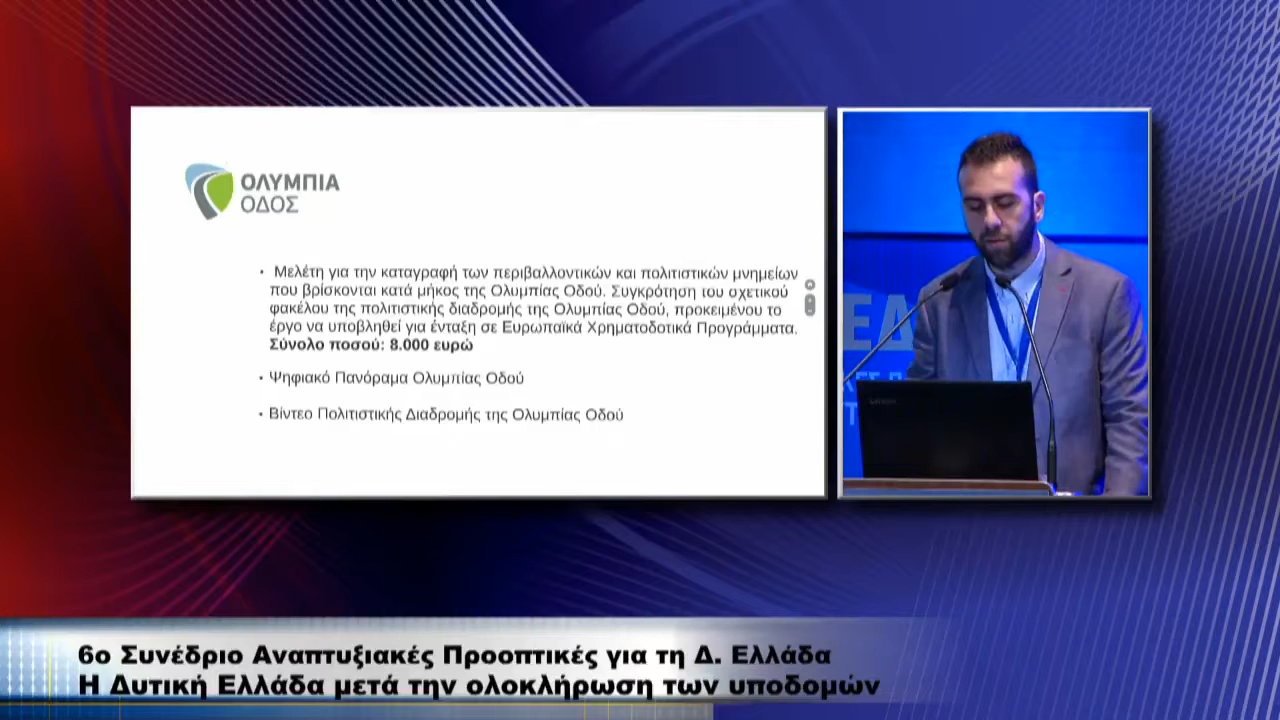 ΟΛΥΜΠΙΑ
ΟΔΟΣ
• Μελέτη για την καταγραφή των περιβαλλοντικών και πολιτιστικών μνημείων
που βρίσκονται κατά μήκος της Ολυμπίας Οδού. Συγκρότηση του σχετικού
φακέλου της πολιτιστικής διαδρομής της Ολυμπίας Οδού, προκειμένου το
έργο να υποβληθεί για ένταξη σε Ευρωπαϊκά Χρηματοδοτικά Προγράμματα.
Σύνολο ποσού: 8.000 ευρώ
• Ψηφιακό Πανόραμα Ολυμπίας Οδού
• Βίντεο Πολιτιστικής Διαδρομής της Ολυμπίας Οδού
6ο Συνέδριο Αναπτυξιακές Προοπτικές για τη Δ. Ελλάδα
Η Δυτική Ελλάδα μετά την ολοκλήρωση των υποδομών